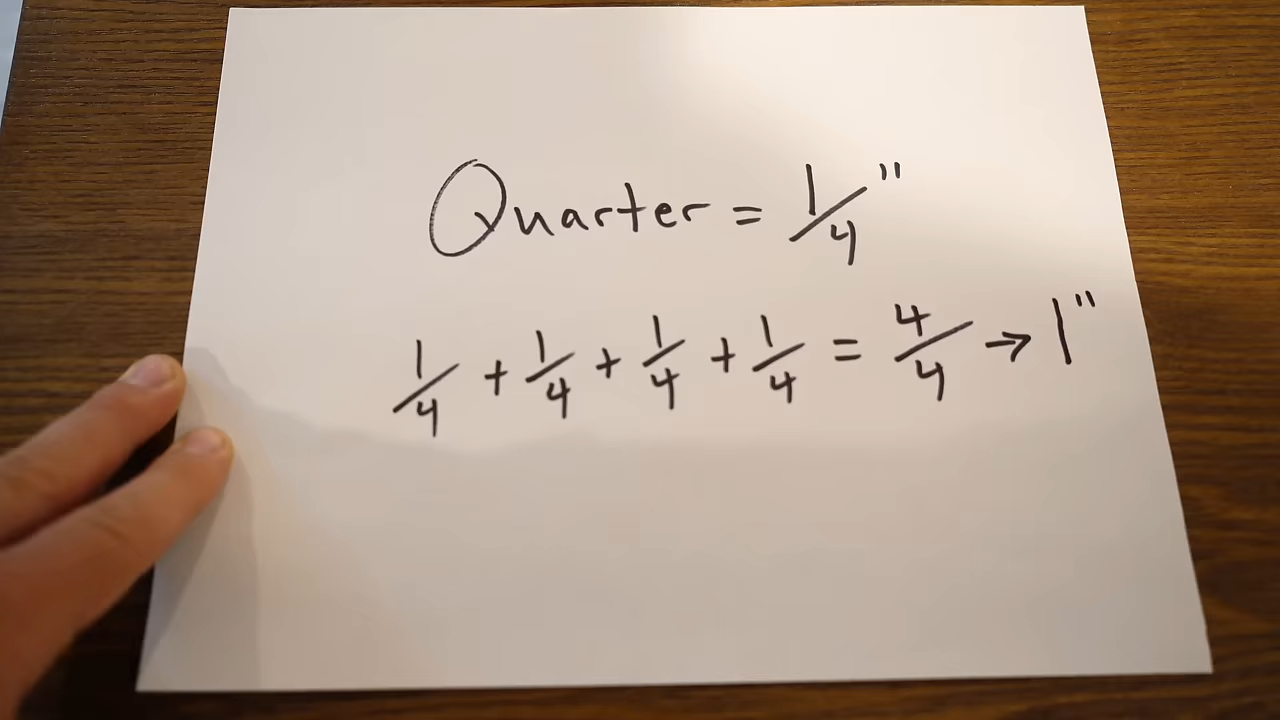 Quarter = 1/4"
1/4 + 1/4 + 1/4 + 1/4 = 4/4 → 1"